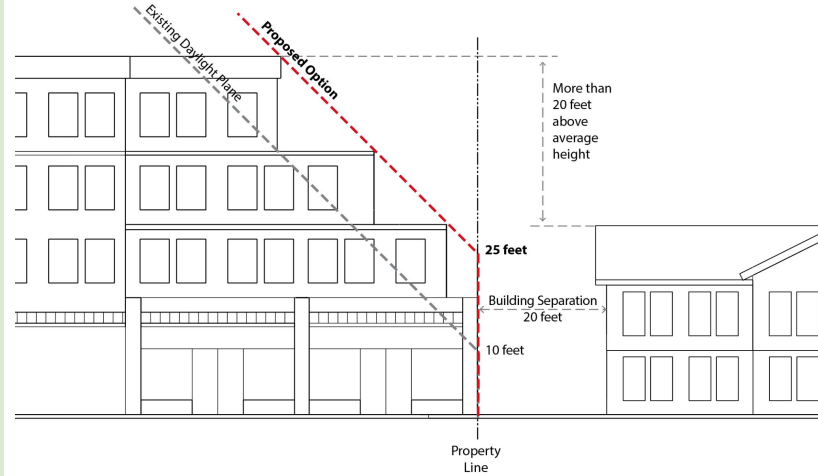 Existing Daylight Plane
Proposed Option
More than
20 feet
above
average
height
25 feet
Building Separation
20 feet
10 feet
Property
Line